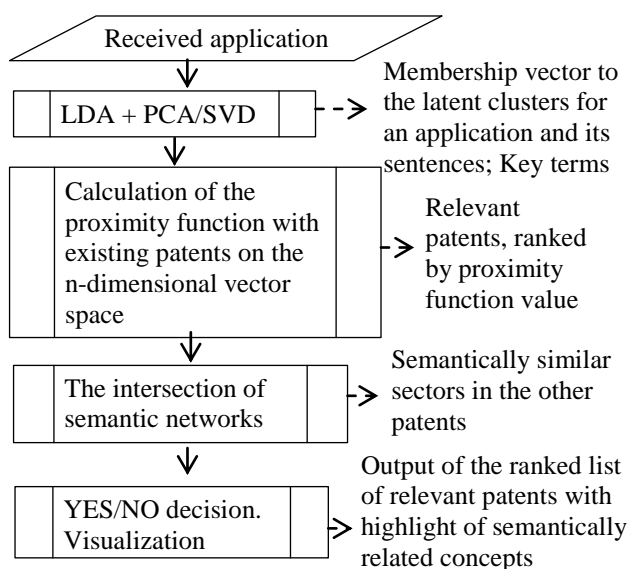 Received application
LDA + PCA/SVD
Membership vector to
the latent clusters for
an application and its
sentences; Key terms
Calculation of the
proximity function with
existing patents on the
n-dimensional vector
space
Relevant
patents, ranked
by proximity
function value
The intersection of
semantic networks
Semantically similar
sectors in the other
patents
YES/NO decision.
Visualization
Output of the ranked list
of relevant patents with
highlight of semantically
related concepts